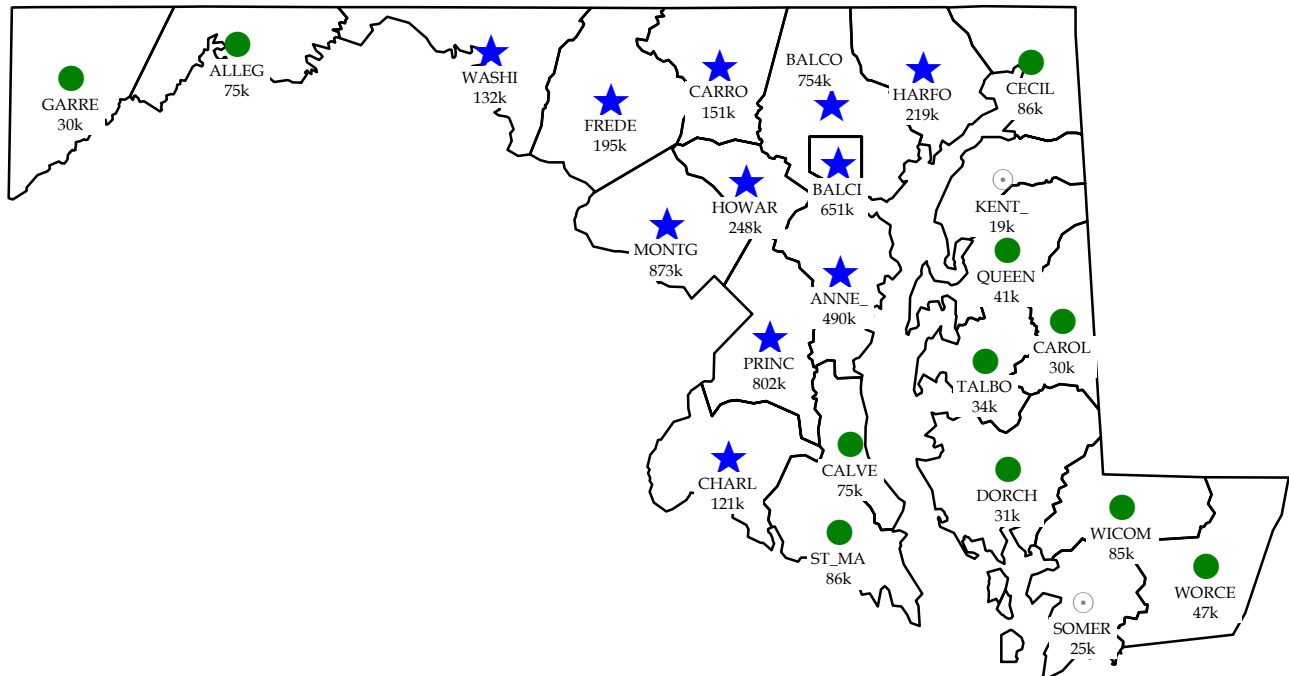 GARRE
30k
ALLEG
75k
WASHI
132k
FREDE
195k
CARRO
151k
BALCO
754k
HARFO
219k
CECIL
86k
BALCI
651k
HOWAR
248k
MONTG
873k
KENT_
19k
QUEEN
41k
ANNE_
490k
CAROL
30k
PRINC
802k
TALBO
34k
CHARL
121k
CALVE
75k
DORCH
31k
ST_MA
86k
WICOM
85k
WORCE
47k
SOMER
25k